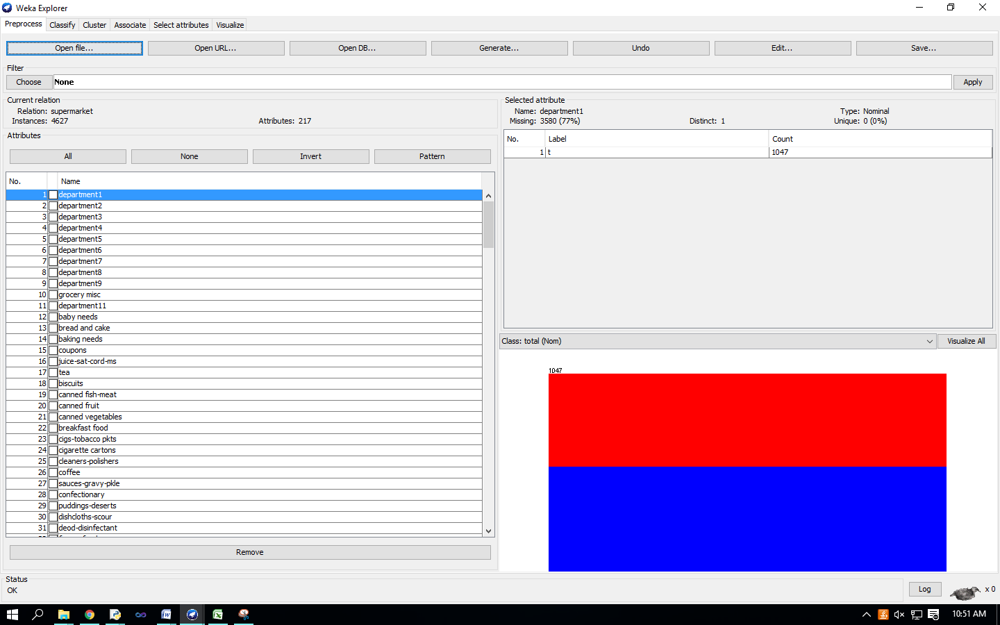 Weka Explorer
Preprocess Classify Cluster Associate Select attributes Visualize
Open file... Open URL... Open DB... Generate... Undo Edit... Save...
Filter
Choose None Apply
Current relation
Relation: supermarket
Instances: 4627 Attributes: 217
Attributes
All None Invert Pattern
No. Name
1 department1
2 department2
3 department3
4 department4
5 department5
6 department6
7 department7
8 department8
9 department9
10 grocery misc
11 department11
12 baby needs
13 bread and cake
14 baking needs
15 coupons
16 juice-sat-cord-ms
17 tea
18 biscuits
19 canned fish-meat
20 canned fruit
21 canned vegetables
22 breakfast food
23 cigs-tobacco pkts
24 cigarette cartons
25 cleaners-polishers
26 coffee
27 sauces-gravy-pkle
28 confectionary
29 puddings-deserts
30 dishcloths-scour
31 deod-disinfectant
Remove
Selected attribute
Name: department1 Type: Nominal
Missing: 3580 (77%) Distinct: 1 Unique: 0 (0%)
No. Label Count
1 t 1047
Class: total (Nom) Visualize All
1047
Status
OK
Log x 0
10:51 AM